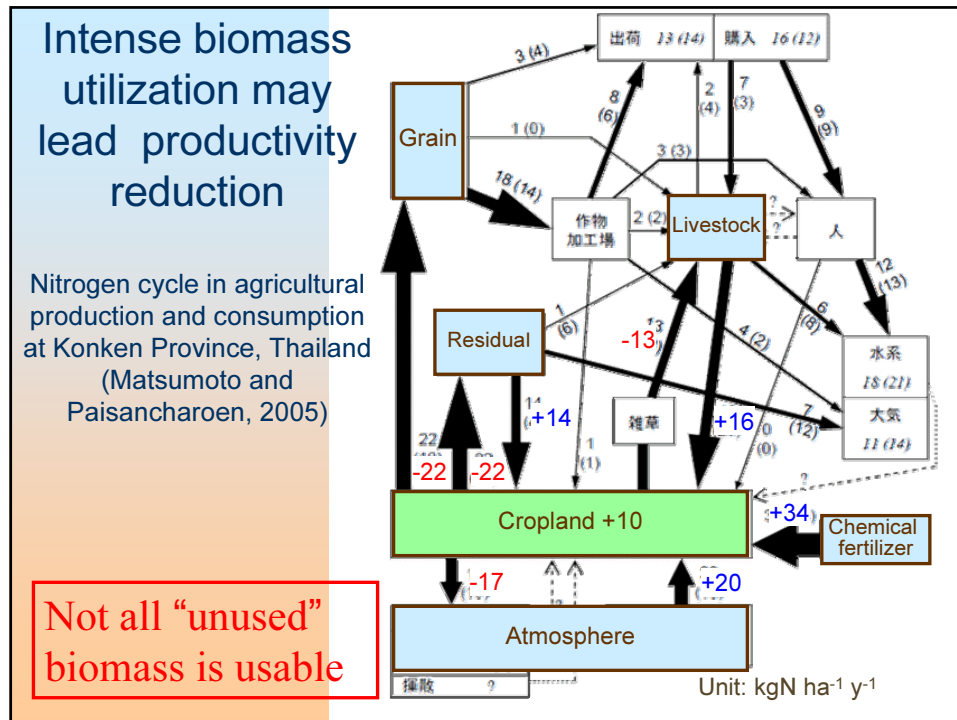 Intense biomass
utilization may
lead productivity
reduction
Nitrogen cycle in agricultural
production and consumption
at Konken Province, Thailand
(Matsumoto and
Paisancharoen, 2005)
Not all “unused”
biomass is usable
出荷 13 (14)
購入 16 (12)
3 (4)
8
(6)
2
(4)
7
(3)
9
(9)
Grain
1 (0)
3 (3)
18 (14)
作物
加工場
2 (2)
Livestock
?
?
人
12
(13)
1
(6)
6
(8)
Residual
-13
4 (2)
水系
18 (21)
大気
11 (14)
7
(12)
+14
雑草
+16
22
1
(1)
0
(0)
-22
-22
?
Cropland +10
+34
Chemical
fertilizer
-17
+20
Atmosphere
揮散 ?
Unit: kgN ha⁻¹ y⁻¹